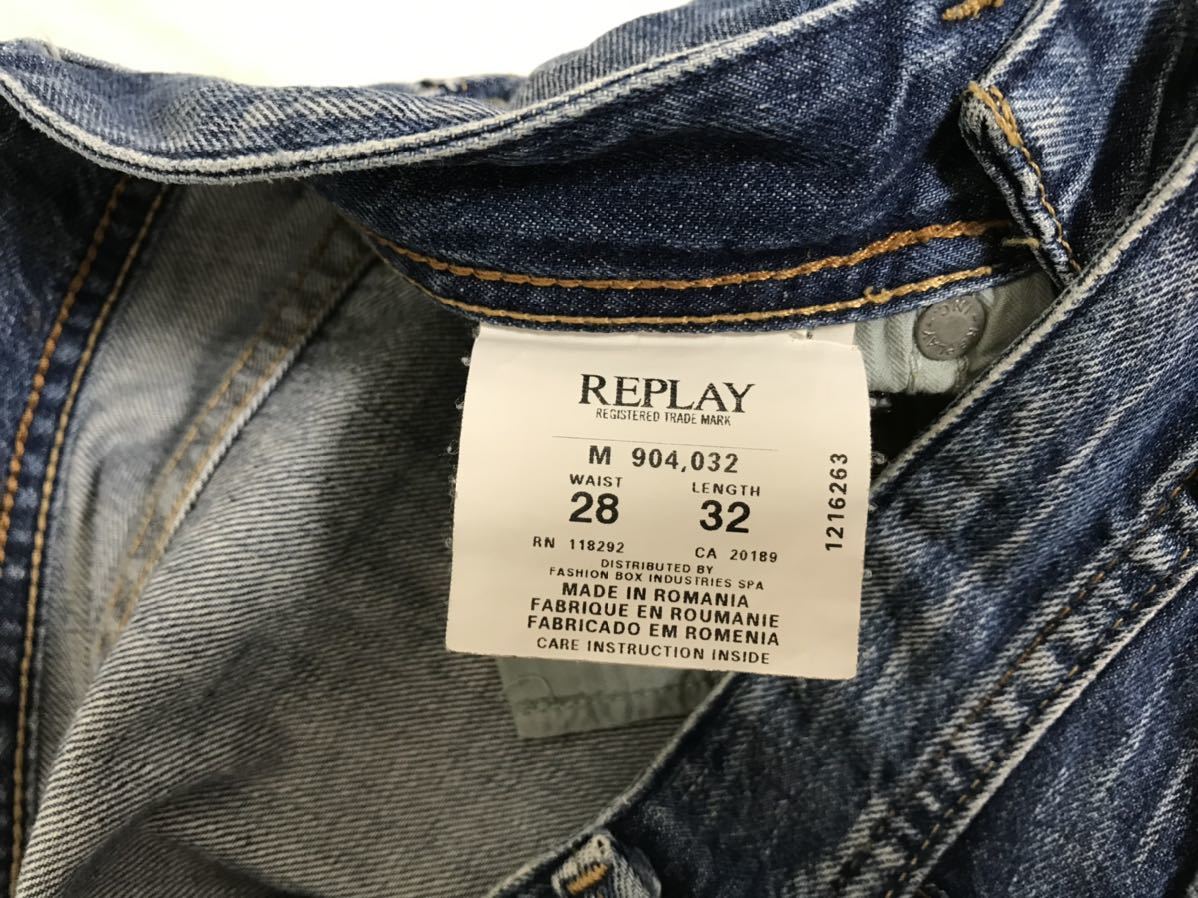 REPLAY
REGISTERED TRADE MARK
M 904,032
WAIST LENGTH
28 32
RN 118292 CA 20189
DISTRIBUTED BY
FASHION BOX INDUSTRIES SPA
MADE IN ROMANIA
FABRIQUE EN ROUMANIE
FABRICADO EM ROMENIA
CARE INSTRUCTION INSIDE
1216263